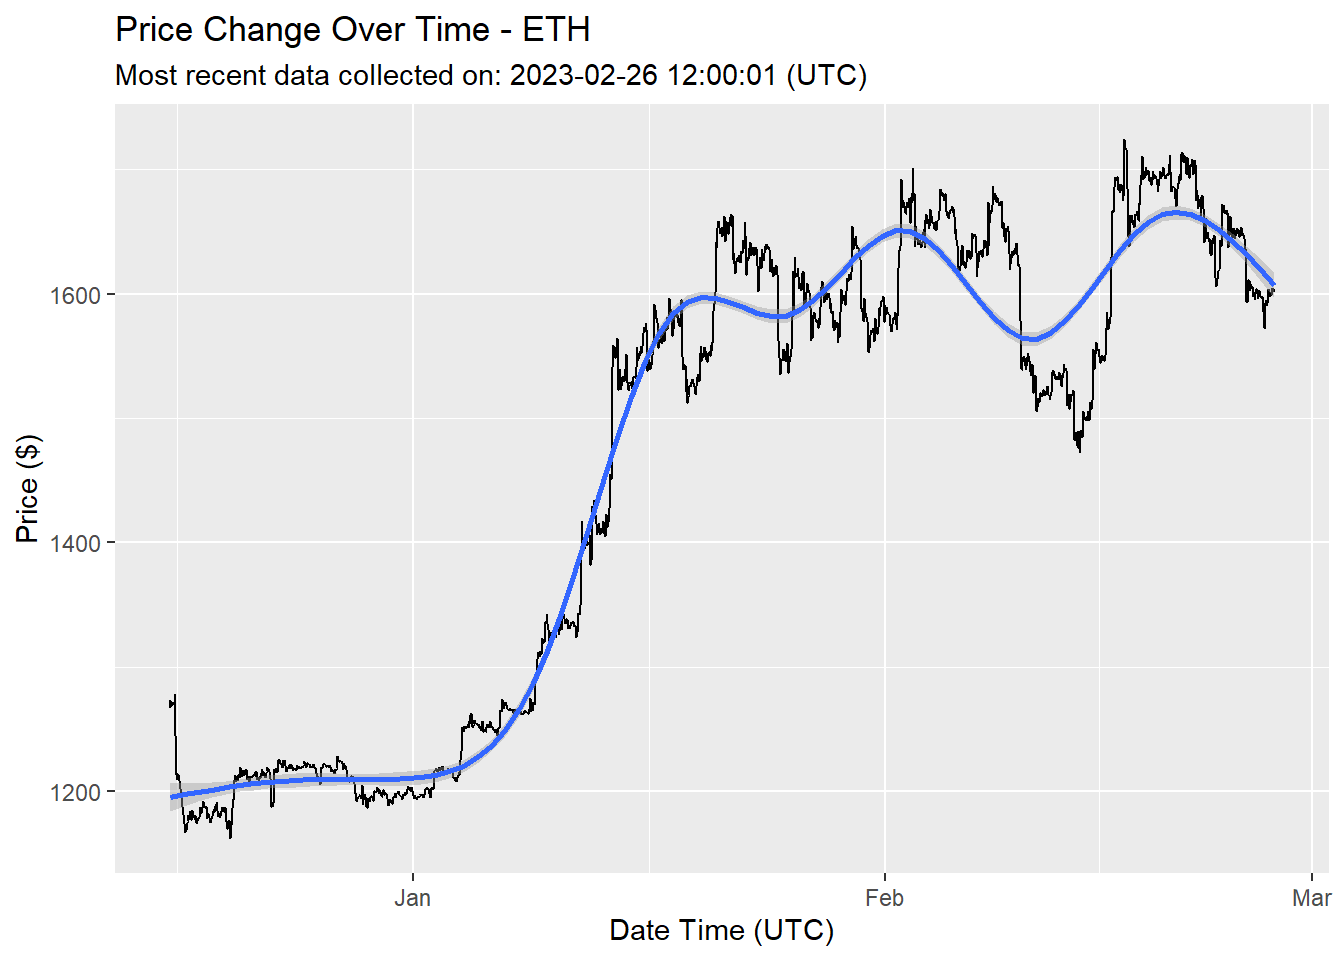 Price Change Over Time - ETH
Most recent data collected on: 2023-02-26 12:00:01 (UTC)
Price ($)
1600
1400
1200
Jan
Feb
Mar
Date Time (UTC)